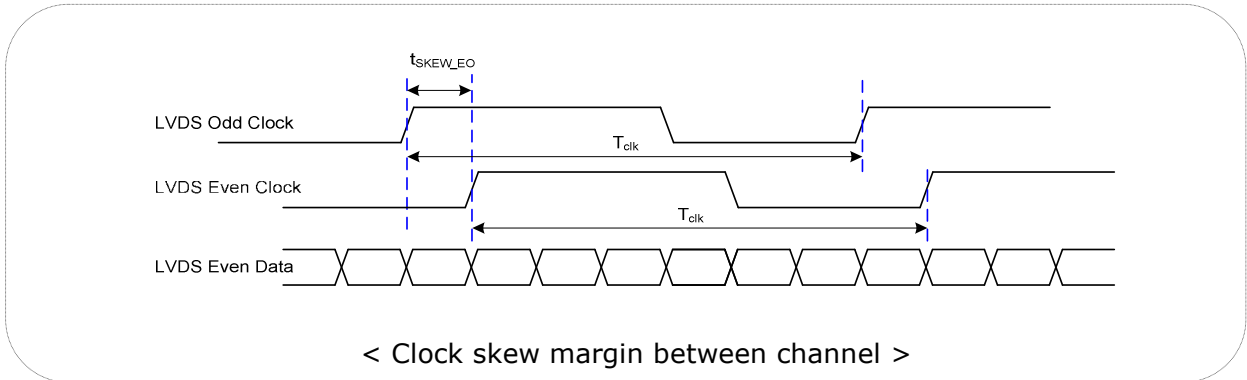 tSKEW_EO
LVDS Odd Clock
Tclk
LVDS Even Clock
Tclk
LVDS Even Data
< Clock skew margin between channel >